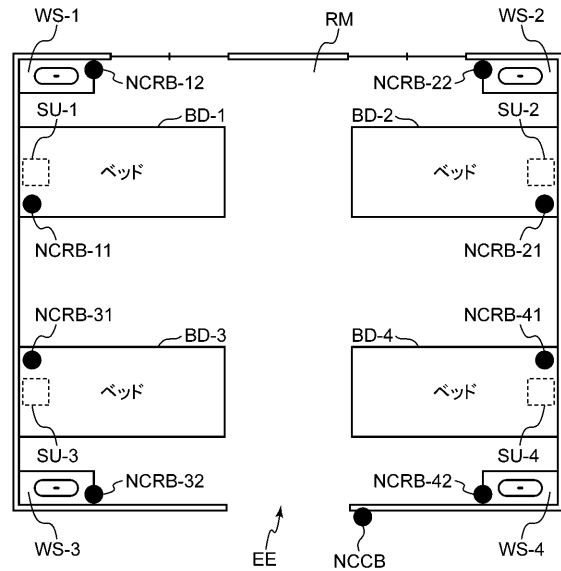 WS-1
RM
WS-2
NCRB-12
NCRB-22
SU-1
BD-1
BD-2
SU-2
ベッド
ベッド
NCRB-11
NCRB-21
NCRB-31
NCRB-41
BD-3
BD-4
ベッド
ベッド
SU-3
SU-4
NCRB-32
NCRB-42
WS-3
EE
NCCB
WS-4